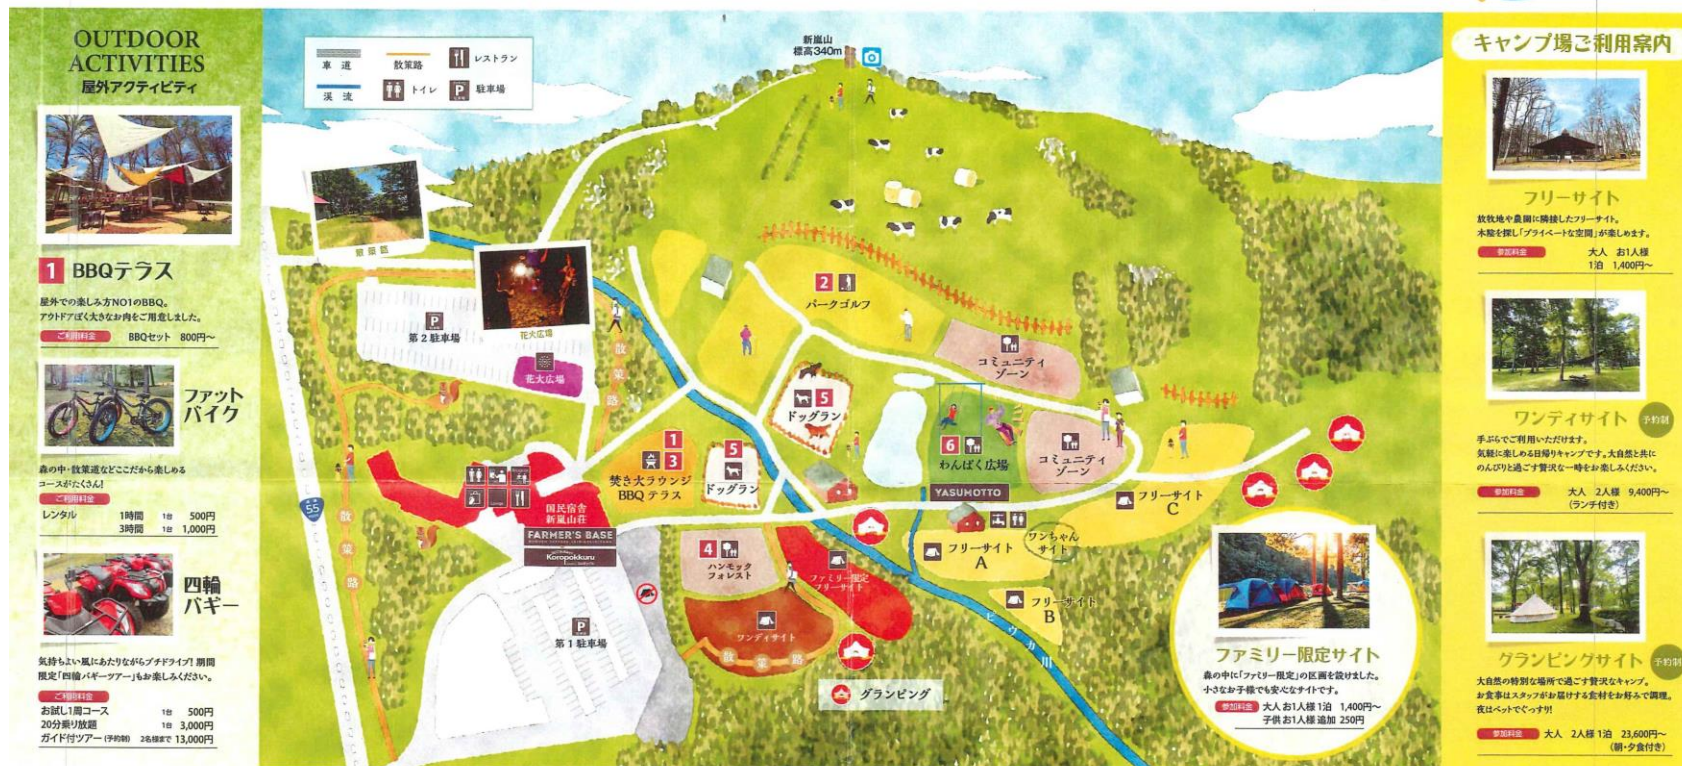 OUTDOOR
ACTIVITIES
屋外アクティビティ
1 BBQテラス
屋外での楽しみ方NO1のBBQ。
アウトドアぽく大きなお肉をご用意しました。
ご利用料金 BBQセット 800円～
ファット
バイク
森の中・散策道などここだから楽しめる
コースがたくさん!
ご利用料金
レンタル 1時間 1台 500円
3時間 1台 1,000円
四輪
バギー
気持ちよい風にあたりながらプチドライブ! 期間
限定「四輪バギーツアー」もお楽しみください。
ご利用料金
お試し1周コース 1台 500円
20分乗り放題 1台 3,000円
ガイド付ツアー (予約制) 2名様まで 13,000円
車道
散策路
レストラン
渓流
トイレ
P 駐車場
新嵐山
標高340m
散策路
P
第2駐車場
花火広場
花火広場
散策路
2
パークゴルフ
コミュニティ
ゾーン
5
ドッグラン
6
わんぱく広場
コミュニティ
ゾーン
1
3
焚き火ラウンジ
BBQテラス
5
ドッグラン
YASUMOTTO
フリーサイト
C
55
散策路
国民宿舎
新嵐山荘
FARMER'S BASE
Koropokkuru
4
ハンモック
フォレスト
ファミリー限定
フリーサイト
フリーサイト
A
ワンちゃん
サイト
フリーサイト
B
ワンディサイト
散策路
P
第1駐車場
ビウカ川
グランピング
ファミリー限定サイト
森の中に「ファミリー限定」の区画を設けました。
小さなお子様でも安心なサイトです。
参加料金 大人 お1人様 1泊 1,400円～
子供 お1人様 追加 250円
キャンプ場ご利用案内
フリーサイト
放牧地や農園に隣接したフリーサイト。
木陰を探し「プライベートな空間」が楽しめます。
参加料金 大人 お1人様
1泊 1,400円～
ワンディサイト 予約制
手ぶらでご利用いただけます。
気軽に楽しめる日帰りキャンプです。大自然と共に
のんびりと過ごす贅沢な一時をお楽しみください。
参加料金 大人 2人様 9,400円～
(ランチ付き)
グランピングサイト 予約制
大自然の特別な場所で過ごす贅沢なキャンプ。
お食事はスタッフがお届けする食材をお好みで調理。
夜はベットでぐっすり!
参加料金 大人 2人様 1泊 23,600円～
(朝・夕食付き)